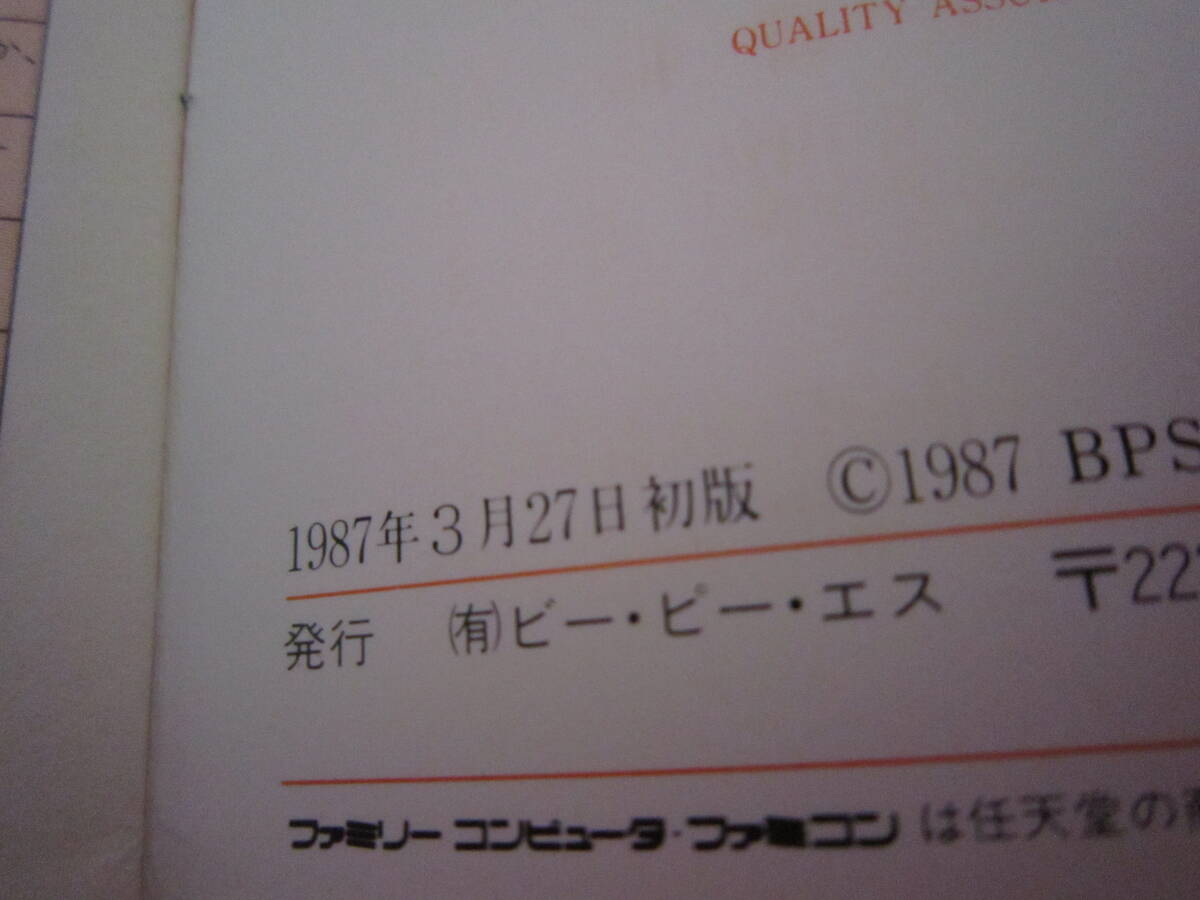 QUALITY
1987年3月27日初版 ©1987 BPS
発行 ㈲ビー・ピー・エス 〒22
ファミリーコンピュータ・ファミコンは任天堂の